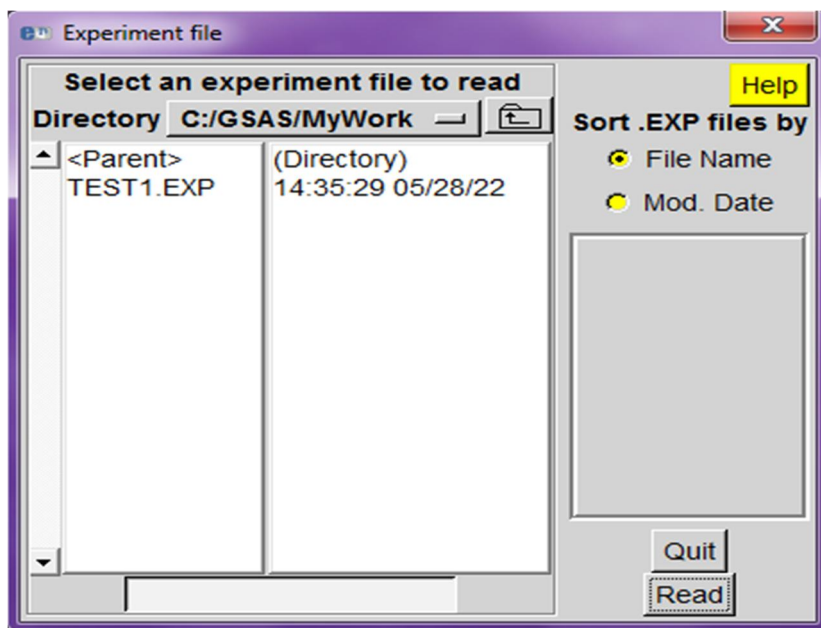 Experiment file
Select an experiment file to read
Directory C:/GSAS/MyWork
<Parent> (Directory)
TEST1.EXP 14:35:29 05/28/22
Help
Sort .EXP files by
File Name
Mod. Date
Quit
Read